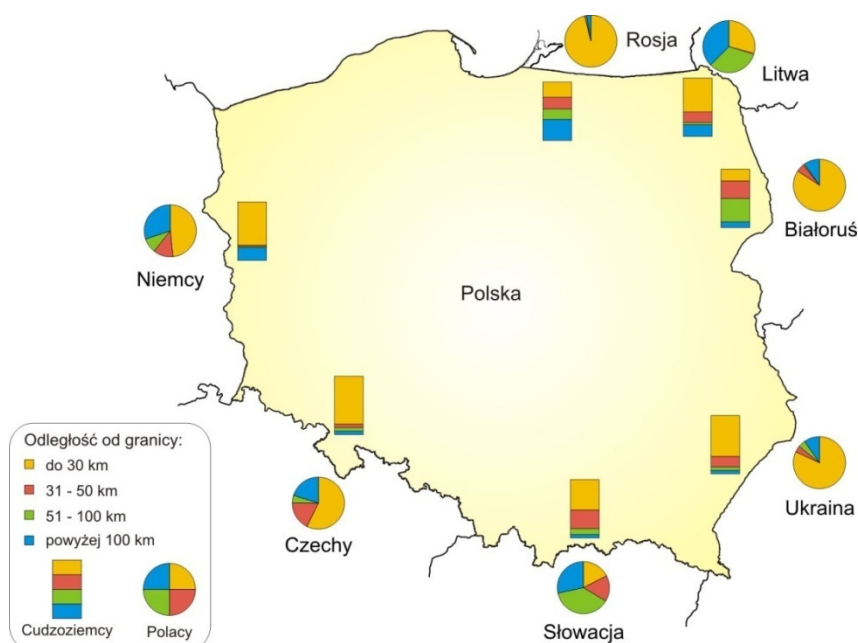 Rosja
Litwa
Białoruś
Niemcy
Polska
Odległość od granicy:
do 30 km
31 - 50 km
51 - 100 km
powyżej 100 km
Cudzoziemcy
Polacy
Czechy
Ukraina
Słowacja